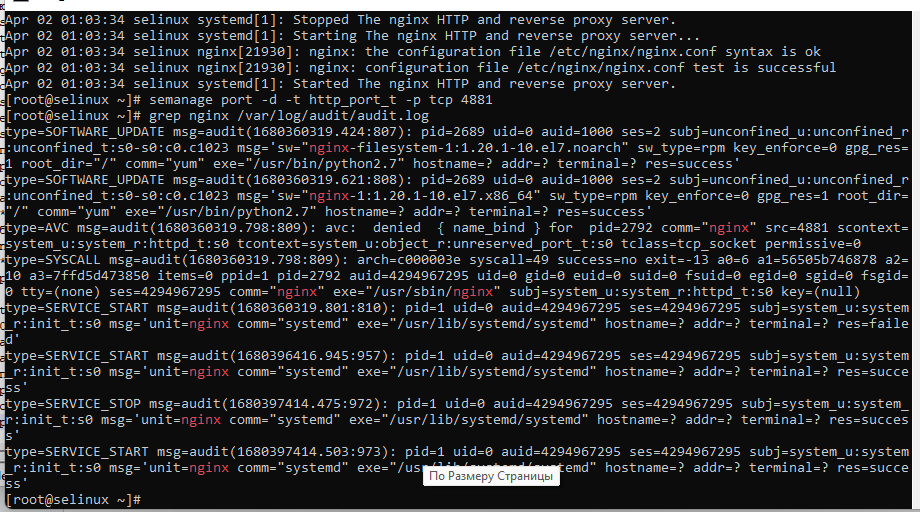 Apr 02 01:03:34 selinux systemd[1]: Stopped The nginx HTTP and reverse proxy server.
Apr 02 01:03:34 selinux systemd[1]: Starting The nginx HTTP and reverse proxy server...
Apr 02 01:03:34 selinux nginx[21930]: nginx: the configuration file /etc/nginx/nginx.conf syntax is ok
Apr 02 01:03:34 selinux nginx[21930]: nginx: configuration file /etc/nginx/nginx.conf test is successful
Apr 02 01:03:34 selinux systemd[1]: Started The nginx HTTP and reverse proxy server.
[root@selinux ~]# semanage port -d -t http_port_t -p tcp 4881
[root@selinux ~]# grep nginx /var/log/audit/audit.log
type=SOFTWARE_UPDATE msg=audit(1680360319.424:807): pid=2689 uid=0 auid=1000 ses=2 subj=unconfined_u:unconfined_r
:unconfined_t:s0-s0:c0.c1023 msg='sw="nginx-filesystem-1:1.20.1-10.el7.noarch" sw_type=rpm key_enforce=0 gpg_res=
1 root_dir="/" comm="yum" exe="/usr/bin/python2.7" hostname=? addr=? terminal=? res=success'
type=SOFTWARE_UPDATE msg=audit(1680360319.621:808): pid=2689 uid=0 auid=1000 ses=2 subj=unconfined_u:unconfined_r
:unconfined_t:s0-s0:c0.c1023 msg='sw="nginx-1:1.20.1-10.el7.x86_64" sw_type=rpm key_enforce=0 gpg_res=1 root_dir=
"/" comm="yum" exe="/usr/bin/python2.7" hostname=? addr=? terminal=? res=success'
type=AVC msg=audit(1680360319.798:809): avc:  denied  { name_bind } for  pid=2792 comm="nginx" src=4881 scontext=
system_u:system_r:httpd_t:s0 tcontext=system_u:object_r:unreserved_port_t:s0 tclass=tcp_socket permissive=0
type=SYSCALL msg=audit(1680360319.798:809): arch=c000003e syscall=49 success=no exit=-13 a0=6 a1=56505b746878 a2=
10 a3=7ffd5d473850 items=0 ppid=1 pid=2792 auid=4294967295 uid=0 gid=0 euid=0 suid=0 fsuid=0 egid=0 sgid=0 fsgid=
0 tty=(none) ses=4294967295 comm="nginx" exe="/usr/sbin/nginx" subj=system_u:system_r:httpd_t:s0 key=(null)
type=SERVICE_START msg=audit(1680360319.801:810): pid=1 uid=0 auid=4294967295 ses=4294967295 subj=system_u:system
_r:init_t:s0 msg='unit=nginx comm="systemd" exe="/usr/lib/systemd/systemd" hostname=? addr=? terminal=? res=faile
d'
type=SERVICE_START msg=audit(1680396416.945:957): pid=1 uid=0 auid=4294967295 ses=4294967295 subj=system_u:system
_r:init_t:s0 msg='unit=nginx comm="systemd" exe="/usr/lib/systemd/systemd" hostname=? addr=? terminal=? res=succe
ss'
type=SERVICE_STOP msg=audit(1680397414.475:972): pid=1 uid=0 auid=4294967295 ses=4294967295 subj=system_u:system_
r:init_t:s0 msg='unit=nginx comm="systemd" exe="/usr/lib/systemd/systemd" hostname=? addr=? terminal=? res=succes
s'
type=SERVICE_START msg=audit(1680397414.503:973): pid=1 uid=0 auid=4294967295 ses=4294967295 subj=system_u:system
_r:init_t:s0 msg='unit=nginx comm="systemd" exe="/usr/lib/systemd/systemd" hostname=? addr=? terminal=? res=succe
ss'
По Размеру Страницы
[root@selinux ~]#